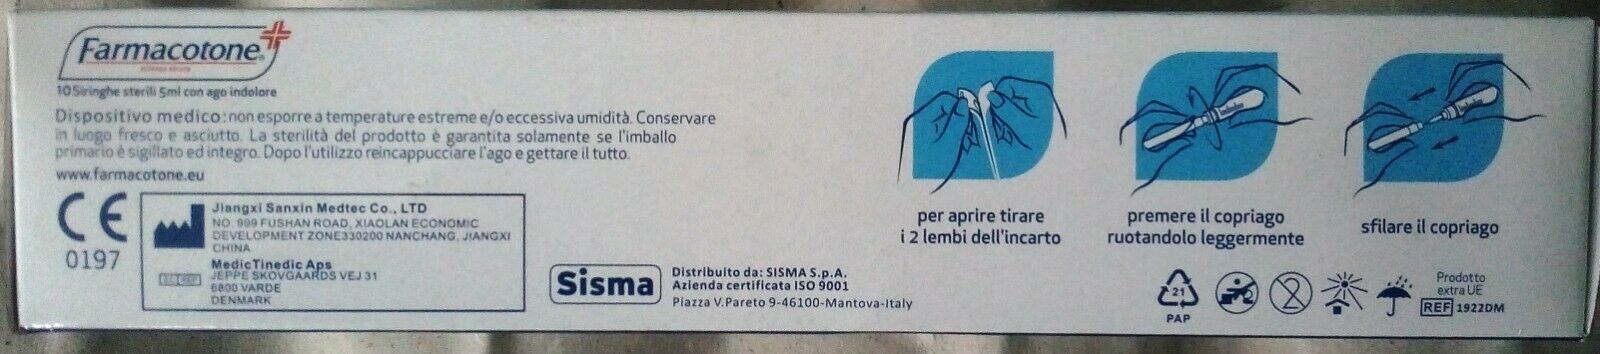 Farmacotone®
10 Siringhe sterili 5ml con ago indolore
Dispositivo medico: non esporre a temperature estreme e/o eccessiva umidità. Conservare
in luogo fresco e asciutto. La sterilità del prodotto è garantita solamente se l'imballo
primario è sigillato ed integro. Dopo l'utilizzo reincappucciare l'ago e gettare il tutto.
www.farmacotone.eu
CE
0197
Jiangxi Sanxin Medtec Co., LTD
NO. 999 FUSHAN ROAD, XIAOLAN ECONOMIC
DEVELOPMENT ZONE330200 NANCHANG, JIANGXI
CHINA
EC REP
MedicTinedic Aps
JEPPE SKOVGAARDS VEJ 31
6800 VARDE
DENMARK
Sisma
Distribuito da: SISMA S.p.A.
Azienda certificata ISO 9001
Piazza V.Pareto 9-46100-Mantova-Italy
per aprire tirare
i 2 lembi dell'incarto
premere il copriago
ruotandolo leggermente
sfilare il copriago
21
PAP
2
Prodotto
extra UE
REF 1922DM